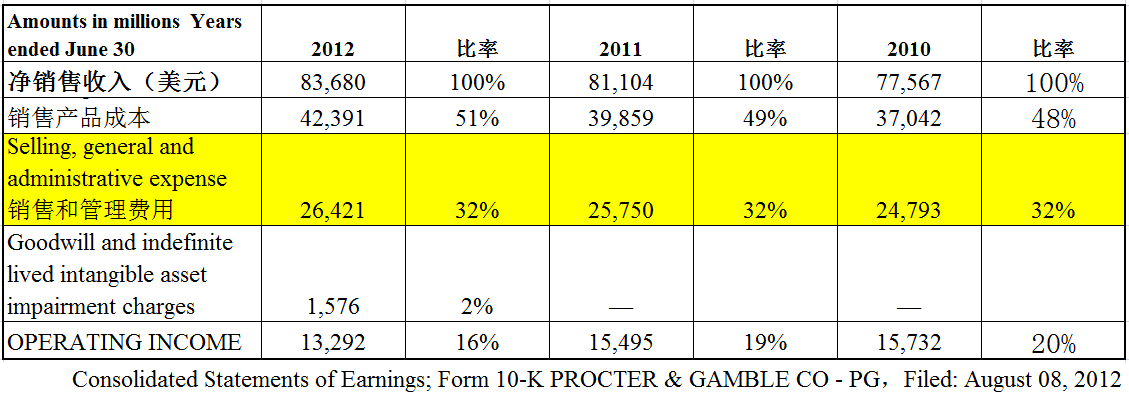 Amounts in millions Years
ended June 30 2012 比率 2011 比率 2010 比率
净销售收入（美元） 83,680 100% 81,104 100% 77,567 100%
销售产品成本 42,391 51% 39,859 49% 37,042 48%
Selling, general and
administrative expense
销售和管理费用 26,421 32% 25,750 32% 24,793 32%
Goodwill and indefinite
lived intangible asset
impairment charges 1,576 2% — —
OPERATING INCOME 13,292 16% 15,495 19% 15,732 20%
Consolidated Statements of Earnings; Form 10-K PROCTER & GAMBLE CO - PG，Filed: August 08, 2012